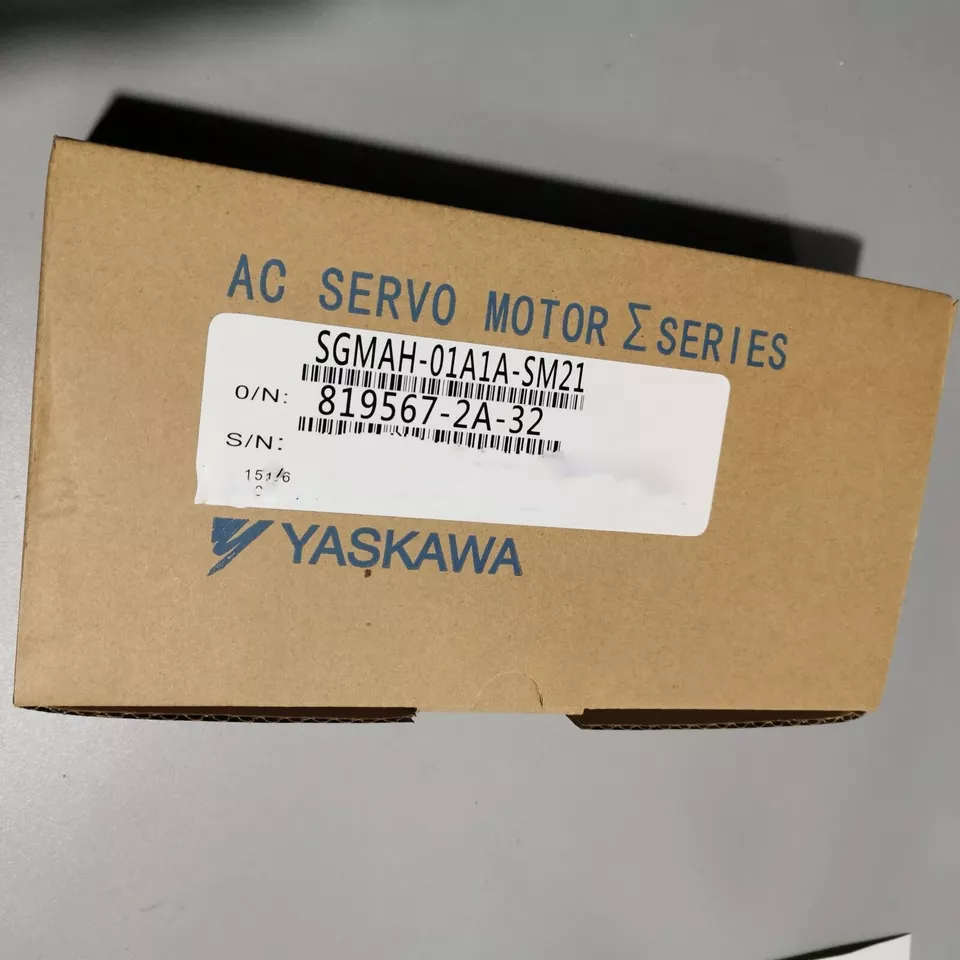 AC SERVO MOTOR Σ SERIES
SGMAH-01A1A-SM21
O/N: 819567-2A-32
S/N:
YASKAWA